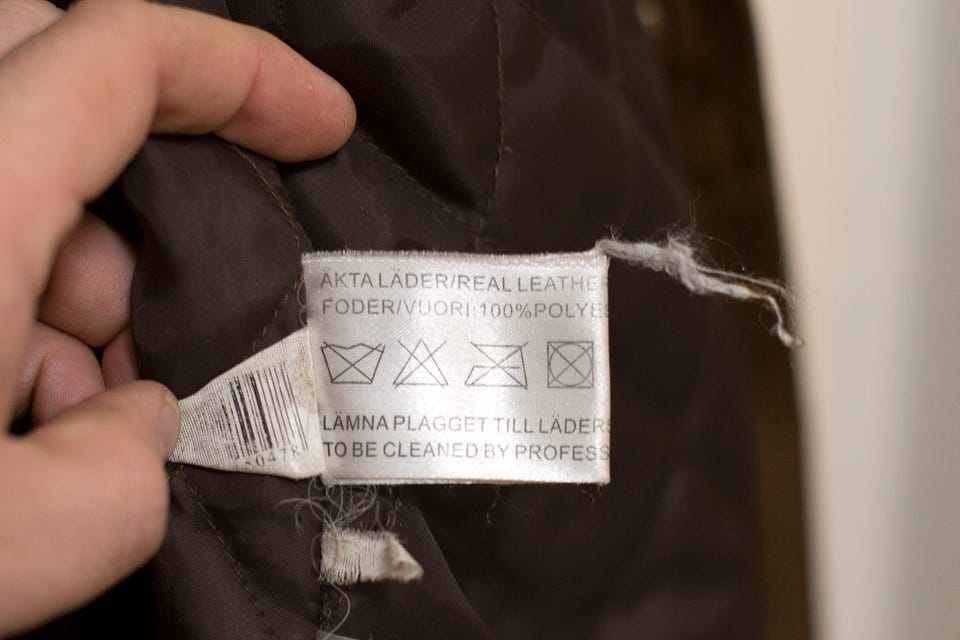 ÄKTA LÄDER/REAL LEATHE
FODER/VUORI:100%POLYES
LÄMNA PLAGGET TILL LÄDERS
TO BE CLEANED BY PROFESS